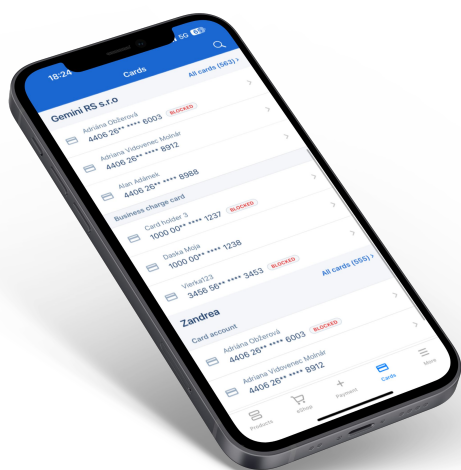 18:24 5G
Cards
Gemini RS s.r.o All cards (563) ›
Adriána Obžerová
4406 26** **** 6003 BLOCKED
Adriana Vidovenec Molnár
4406 26** **** 8912
Alan Adámek
4406 26** **** 8988
Business charge card
Card holder 3
1000 00** **** 1237 BLOCKED
Daska Moja
1000 00** **** 1238
Vierka123
3456 56** **** 3453 BLOCKED
Zandrea All cards (555) ›
Card account
Adriána Obžerová
4406 26** **** 6003 BLOCKED
Adriana Vidovenec Molnár
4406 26** **** 8912
Products eShop Payment Cards More